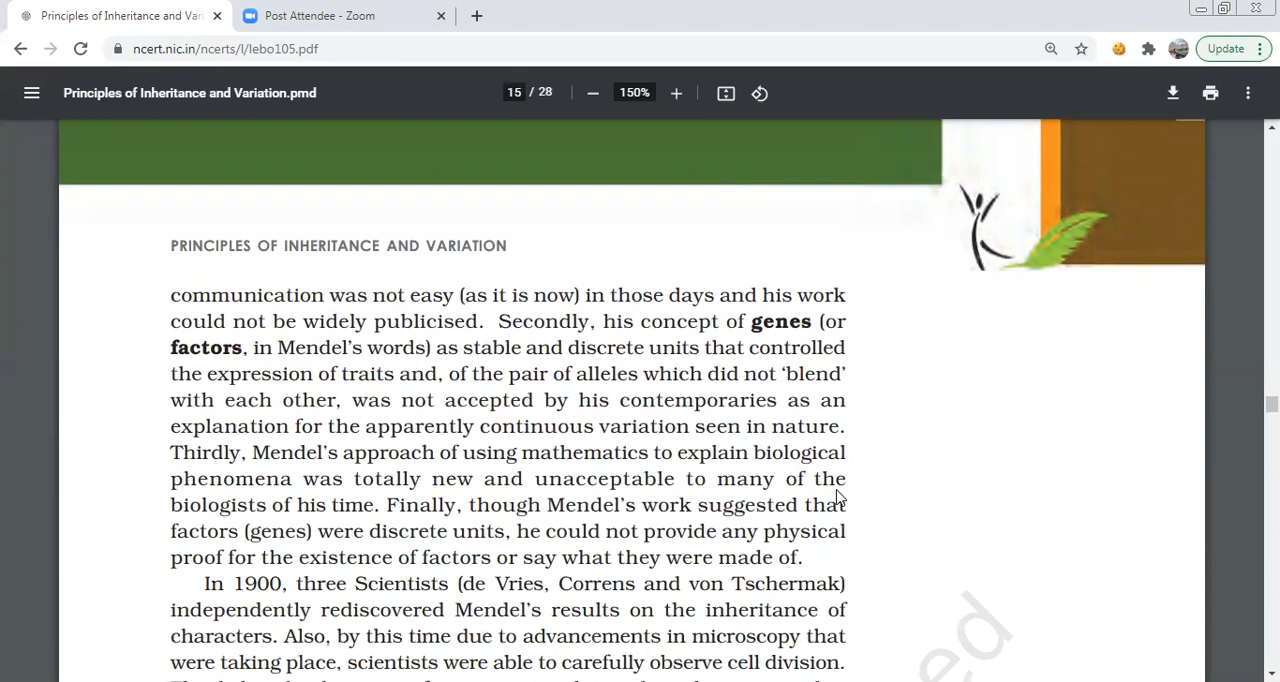 Principles of Inheritance and Vari
Post Attendee - Zoom
ncert.nic.in/ncerts/l/lebo105.pdf
Update
Principles of Inheritance and Variation.pmd
15 / 28
150%
PRINCIPLES OF INHERITANCE AND VARIATION
communication was not easy (as it is now) in those days and his work
could not be widely publicised. Secondly, his concept of genes (or
factors, in Mendel's words) as stable and discrete units that controlled
the expression of traits and, of the pair of alleles which did not 'blend'
with each other, was not accepted by his contemporaries as an
explanation for the apparently continuous variation seen in nature.
Thirdly, Mendel's approach of using mathematics to explain biological
phenomena was totally new and unacceptable to many of the
biologists of his time. Finally, though Mendel's work suggested that
factors (genes) were discrete units, he could not provide any physical
proof for the existence of factors or say what they were made of.
In 1900, three Scientists (de Vries, Correns and von Tschermak)
independently rediscovered Mendel's results on the inheritance of
characters. Also, by this time due to advancements in microscopy that
were taking place, scientists were able to carefully observe cell division.
ed